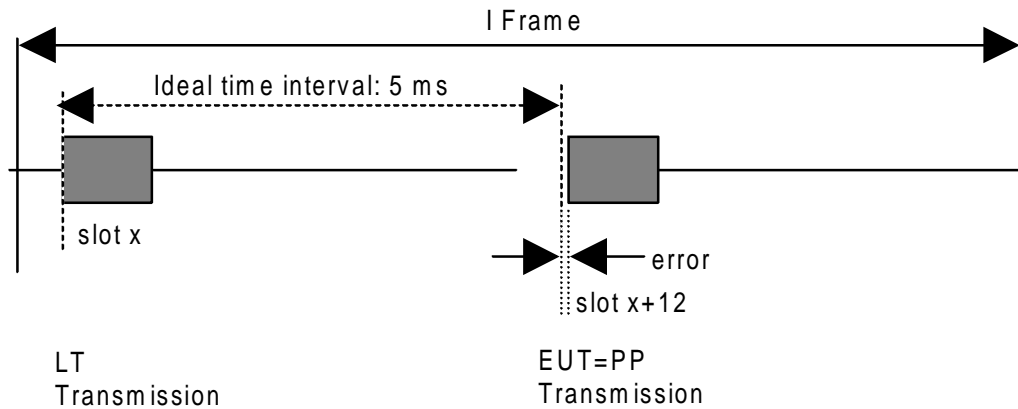 I Frame
Ideal time interval: 5 ms
slot x
error
slot x+12
LT
Transmission
EUT=PP
Transmission